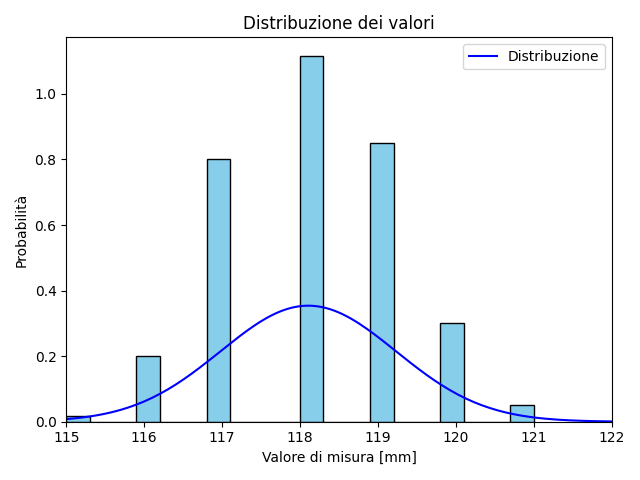 Distribuzione dei valori
Distribuzione
Probabilità
1.0
0.8
0.6
0.4
0.2
0.0
115 116 117 118 119 120 121 122
Valore di misura [mm]